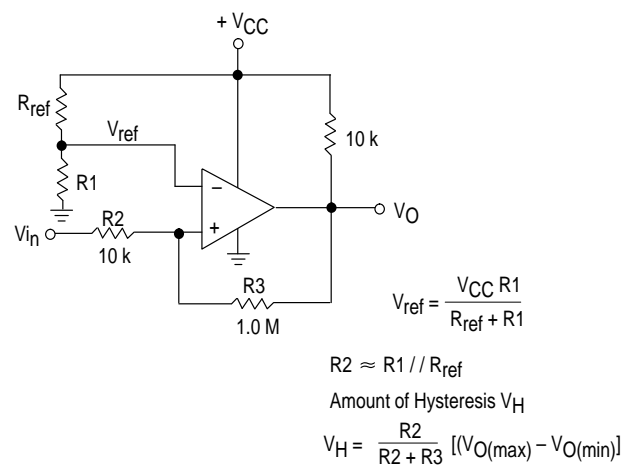 + VCC
Rref
Vref
10 k
R1
−
VO
Vin
R2
+
10 k
R3
1.0 M
Vref = VCC R1 / Rref + R1
R2 ≈ R1 / / Rref
Amount of Hysteresis VH
VH = R2 / R2 + R3 [(VO(max) – VO(min)]